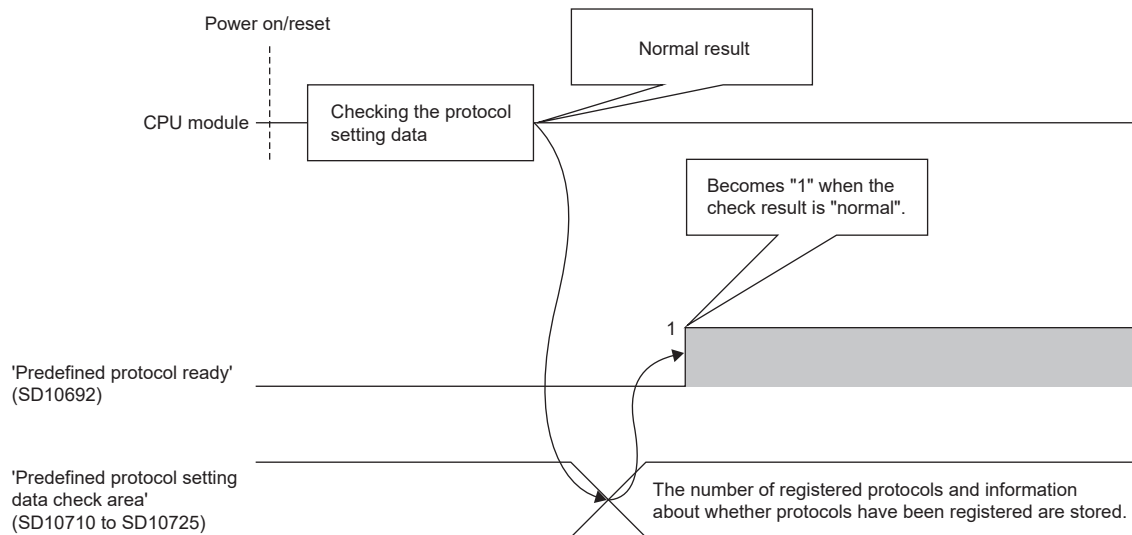 Power on/reset
Normal result
CPU module
Checking the protocol
setting data
Becomes "1" when the
check result is "normal".
1
'Predefined protocol ready'
(SD10692)
'Predefined protocol setting
data check area'
(SD10710 to SD10725)
The number of registered protocols and information
about whether protocols have been registered are stored.